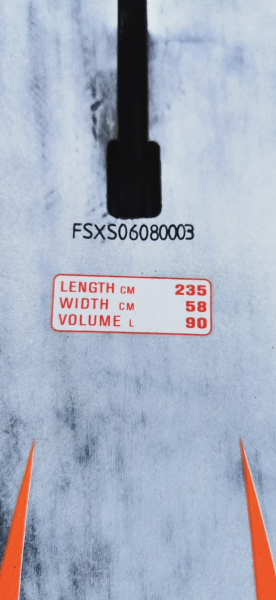 FSXS06080003
LENGTH CM 235
WIDTH CM 58
VOLUME L 90